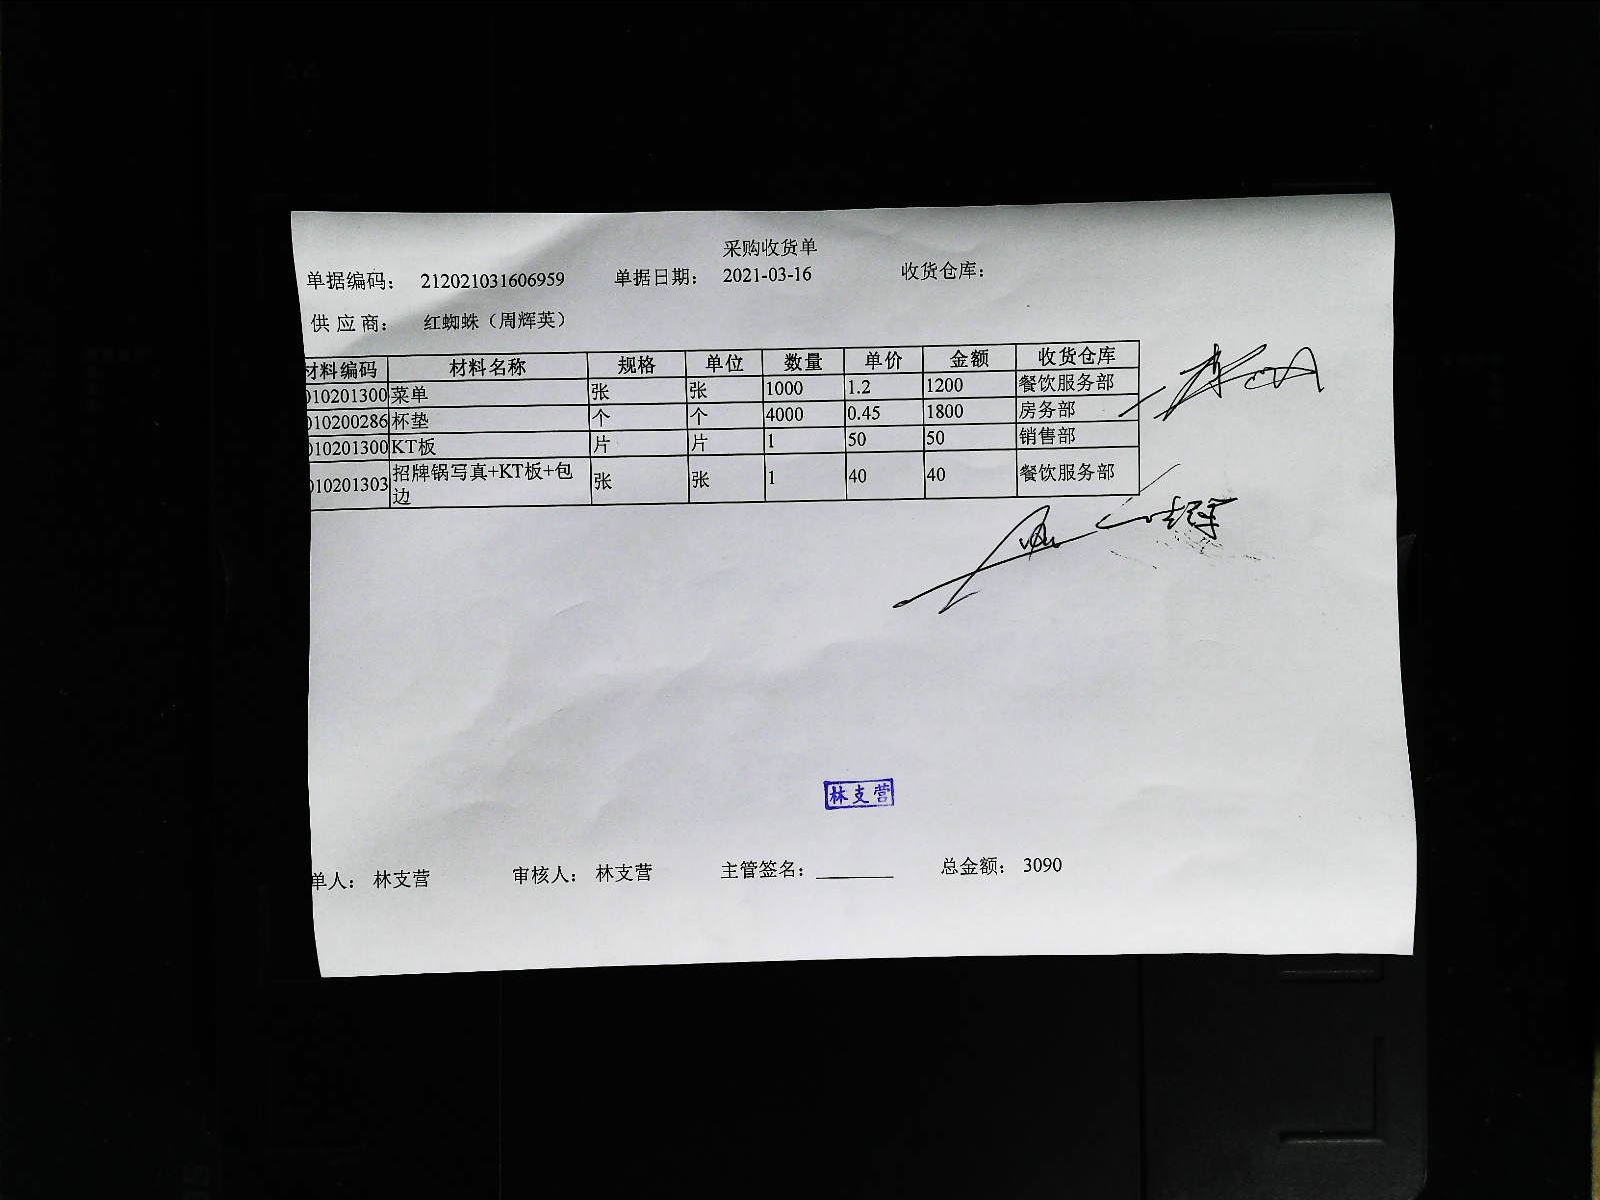 采购收货单
单据编码： 212021031606959 单据日期： 2021-03-16 收货仓库：
供 应 商： 红蜘蛛（周辉英）
材料编码 材料名称 规格 单位 数量 单价 金额 收货仓库
010201300 菜单 张 张 1000 1.2 1200 餐饮服务部
010200286 杯垫 个 个 4000 0.45 1800 房务部
010201300 KT板 片 片 1 50 50 销售部
010201303 招牌锅写真+KT板+包边 张 张 1 40 40 餐饮服务部
林支营
单人： 林支营 审核人： 林支营 主管签名： 总金额： 3090